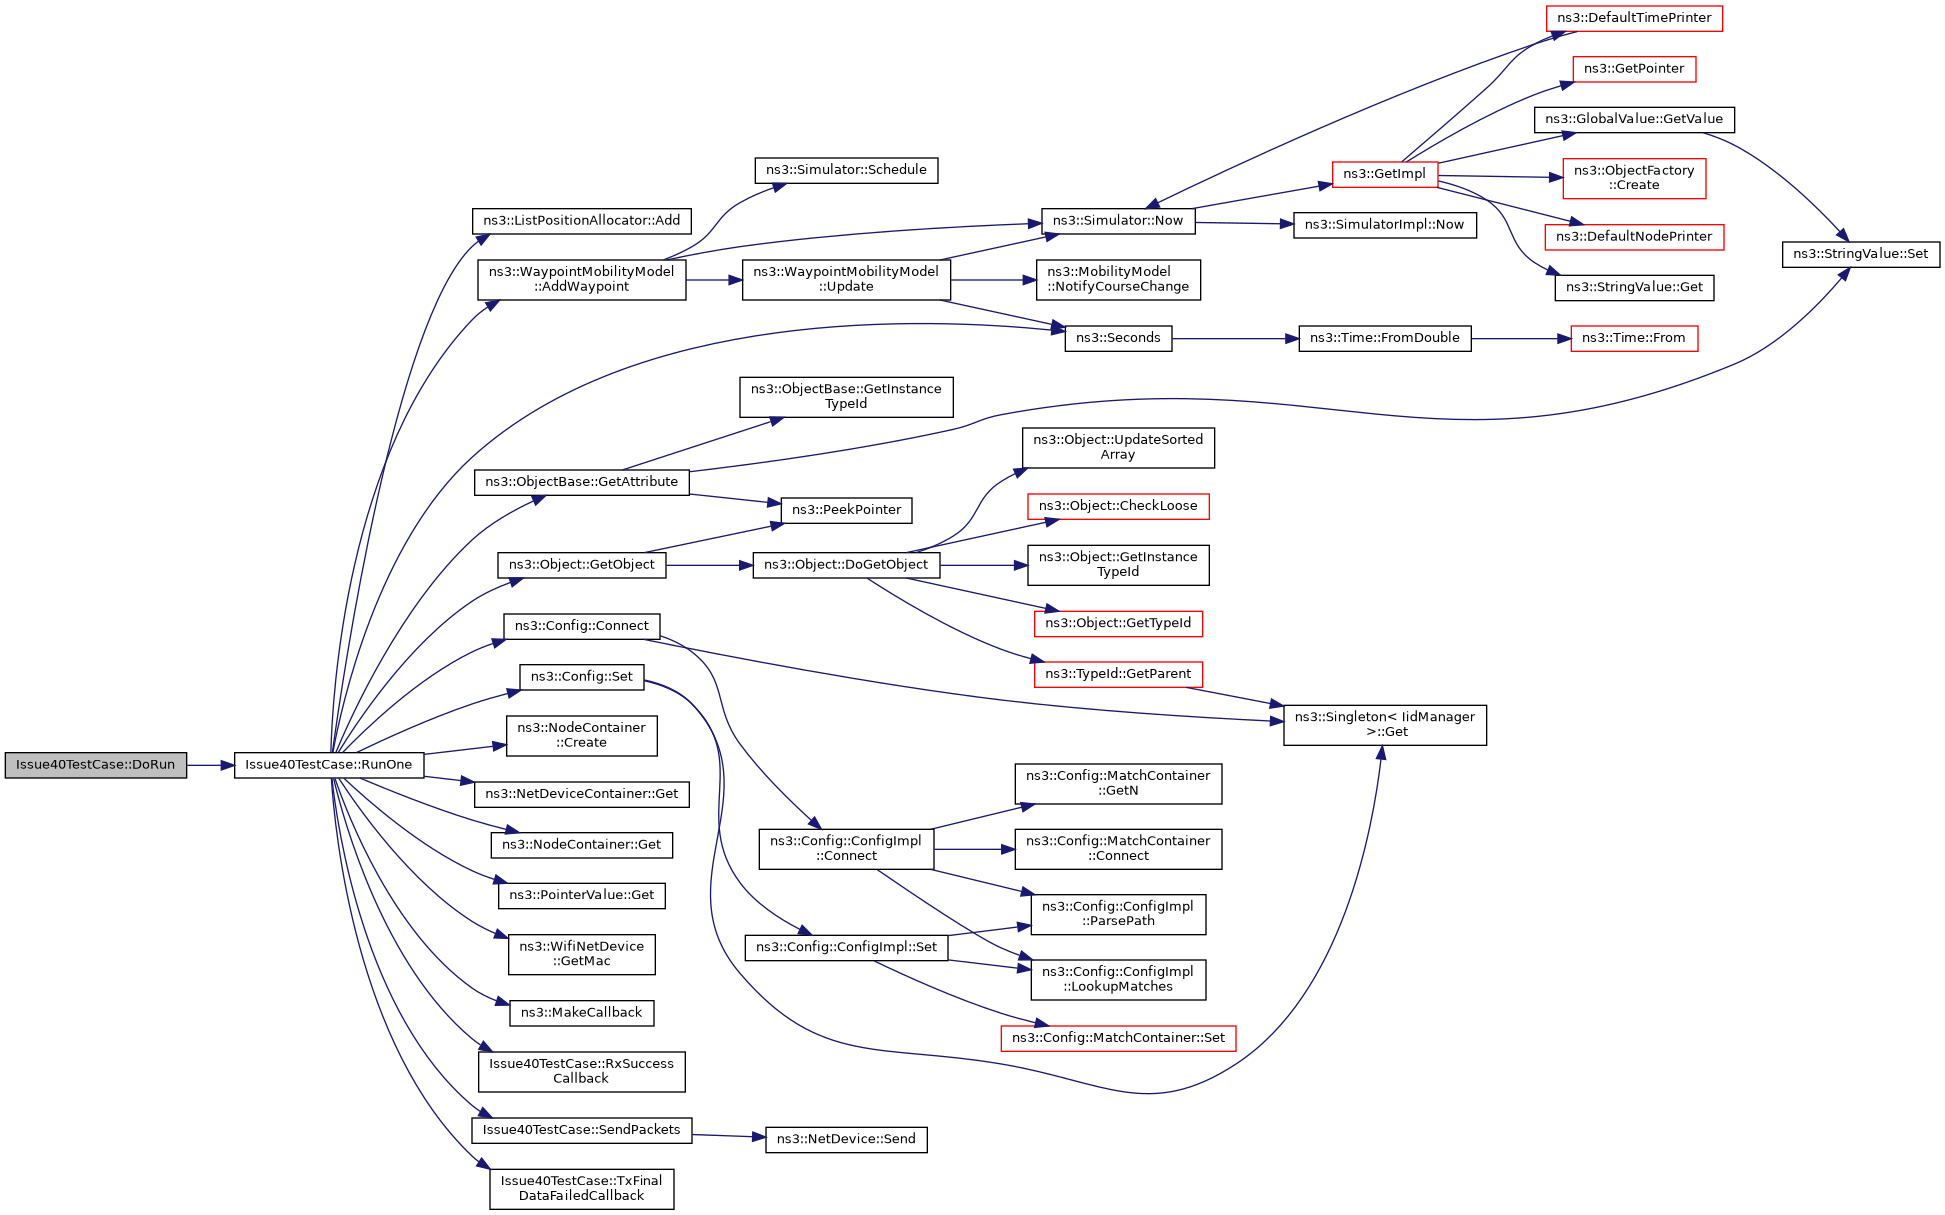 Issue40TestCase::DoRun
Issue40TestCase::RunOne
ns3::ListPositionAllocator::Add
ns3::WaypointMobilityModel
::AddWaypoint
ns3::Simulator::Schedule
ns3::WaypointMobilityModel
::Update
ns3::Simulator::Now
ns3::MobilityModel
::NotifyCourseChange
ns3::Seconds
ns3::GetImpl
ns3::SimulatorImpl::Now
ns3::Time::FromDouble
ns3::DefaultTimePrinter
ns3::GetPointer
ns3::GlobalValue::GetValue
ns3::ObjectFactory
::Create
ns3::DefaultNodePrinter
ns3::StringValue::Get
ns3::Time::From
ns3::StringValue::Set
ns3::ObjectBase::GetAttribute
ns3::ObjectBase::GetInstance
TypeId
ns3::PeekPointer
ns3::Object::GetObject
ns3::Object::DoGetObject
ns3::Object::UpdateSorted
Array
ns3::Object::CheckLoose
ns3::Object::GetInstance
TypeId
ns3::Object::GetTypeId
ns3::TypeId::GetParent
ns3::Singleton< IidManager
>::Get
ns3::Config::Connect
ns3::Config::Set
ns3::NodeContainer
::Create
ns3::NetDeviceContainer::Get
ns3::NodeContainer::Get
ns3::PointerValue::Get
ns3::WifiNetDevice
::GetMac
ns3::MakeCallback
Issue40TestCase::RxSuccess
Callback
Issue40TestCase::SendPackets
Issue40TestCase::TxFinal
DataFailedCallback
ns3::Config::ConfigImpl
::Connect
ns3::Config::ConfigImpl::Set
ns3::NetDevice::Send
ns3::Config::MatchContainer
::GetN
ns3::Config::MatchContainer
::Connect
ns3::Config::ConfigImpl
::ParsePath
ns3::Config::ConfigImpl
::LookupMatches
ns3::Config::MatchContainer::Set